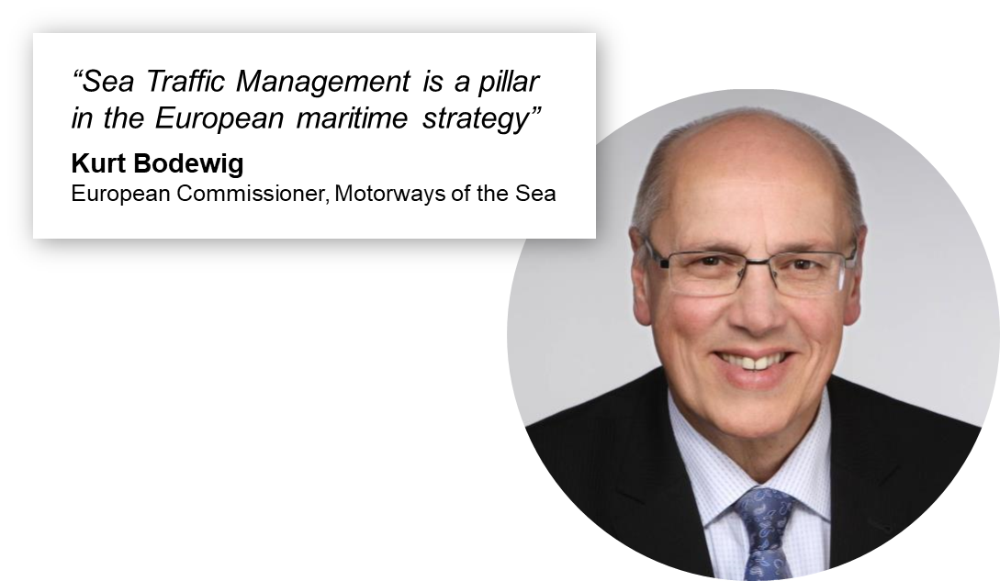 “Sea Traffic Management is a pillar
in the European maritime strategy”
Kurt Bodewig
European Commissioner, Motorways of the Sea